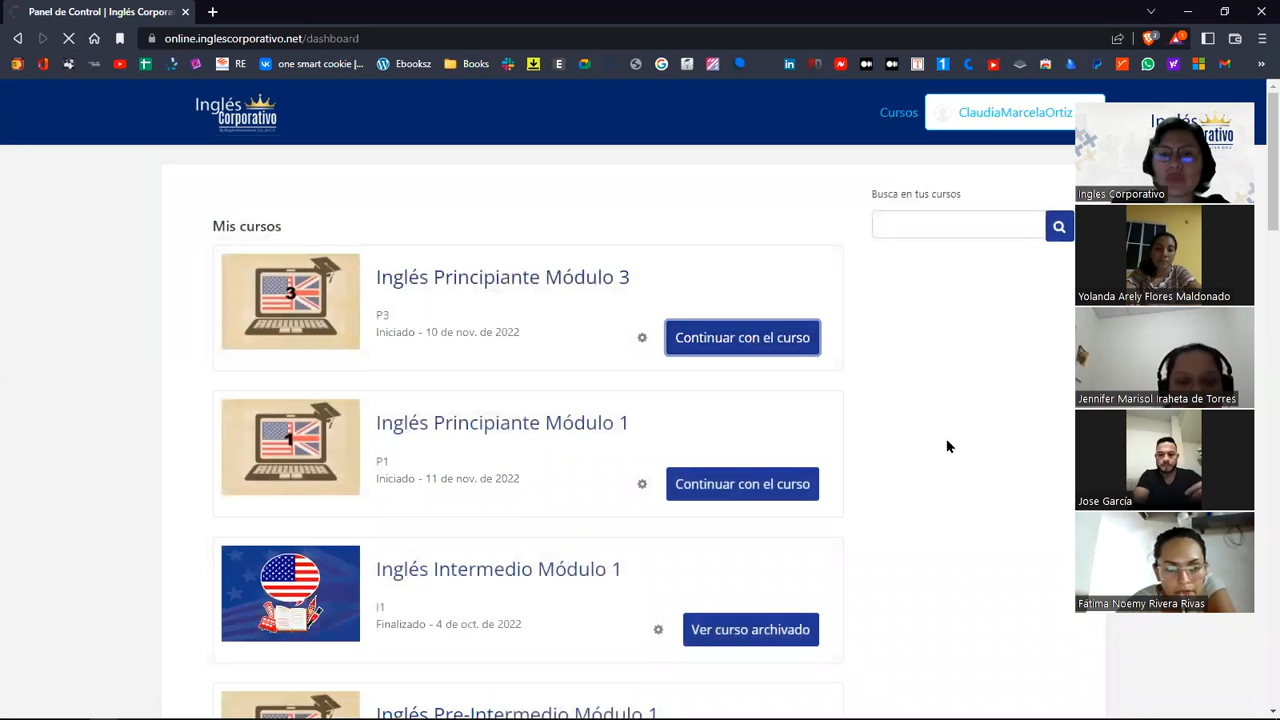 Panel de Control | Inglés Corpora
online.inglescorporativo.net/dashboard
RE
one smart cookie |...
Ebooksz
Books
Inglés
Corporativo
Cursos
ClaudiaMarcelaOrtiz
Busca en tus cursos
Mis cursos
3
Inglés Principiante Módulo 3
P3
Iniciado - 10 de nov. de 2022
Continuar con el curso
1
Inglés Principiante Módulo 1
P1
Iniciado - 11 de nov. de 2022
Continuar con el curso
Inglés Intermedio Módulo 1
I1
Finalizado - 4 de oct. de 2022
Ver curso archivado
Inglés Pre-Intermedio Módulo 1
Ingles Corporativo
Yolanda Arely Flores Maldonado
Jennifer Marisol Iraheta de Torres
Jose García
Fátima Noemy Rivera Rivas